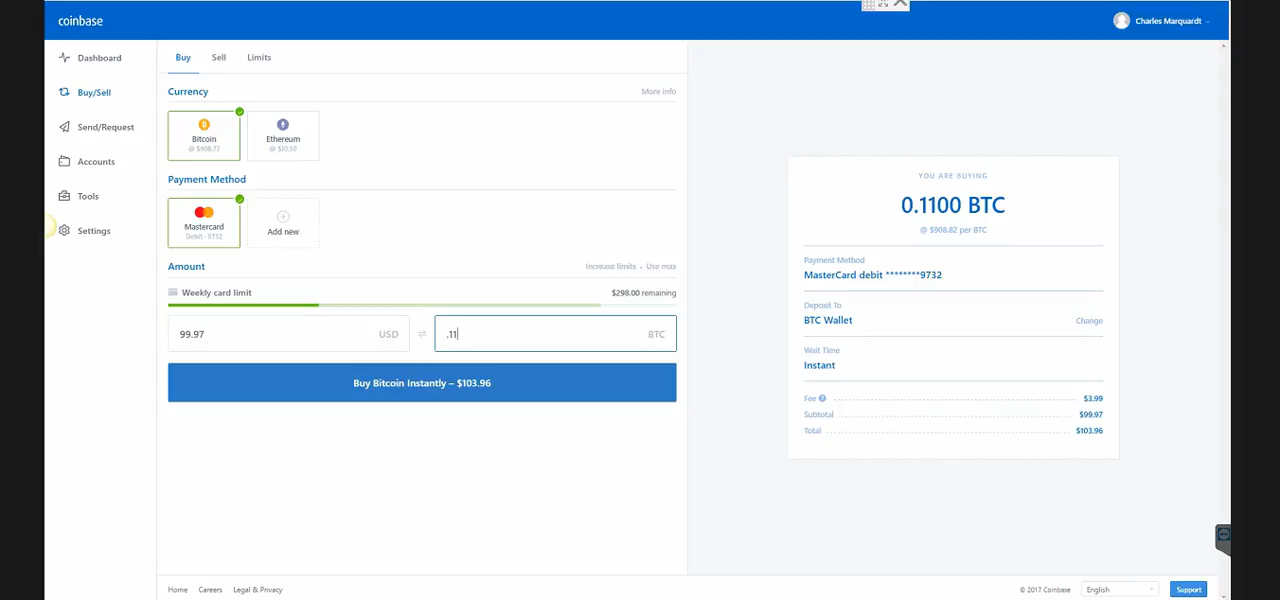 coinbase
Charles Marquardt
Dashboard
Buy/Sell
Send/Request
Accounts
Tools
Settings
Buy Sell Limits
Currency More info
Bitcoin
@ $908.77
Ethereum
@ $10.50
Payment Method
Mastercard
Debit - 9732
Add new
Amount Increase limits • Use max
Weekly card limit $298.00 remaining
99.97 USD .11 BTC
Buy Bitcoin Instantly – $103.96
YOU ARE BUYING
0.1100 BTC
@ $908.82 per BTC
Payment Method
MasterCard debit ********9732
Deposit To
BTC Wallet Change
Wait Time
Instant
Fee ? $3.99
Subtotal $99.97
Total $103.96
Home Careers Legal & Privacy © 2017 Coinbase English Support